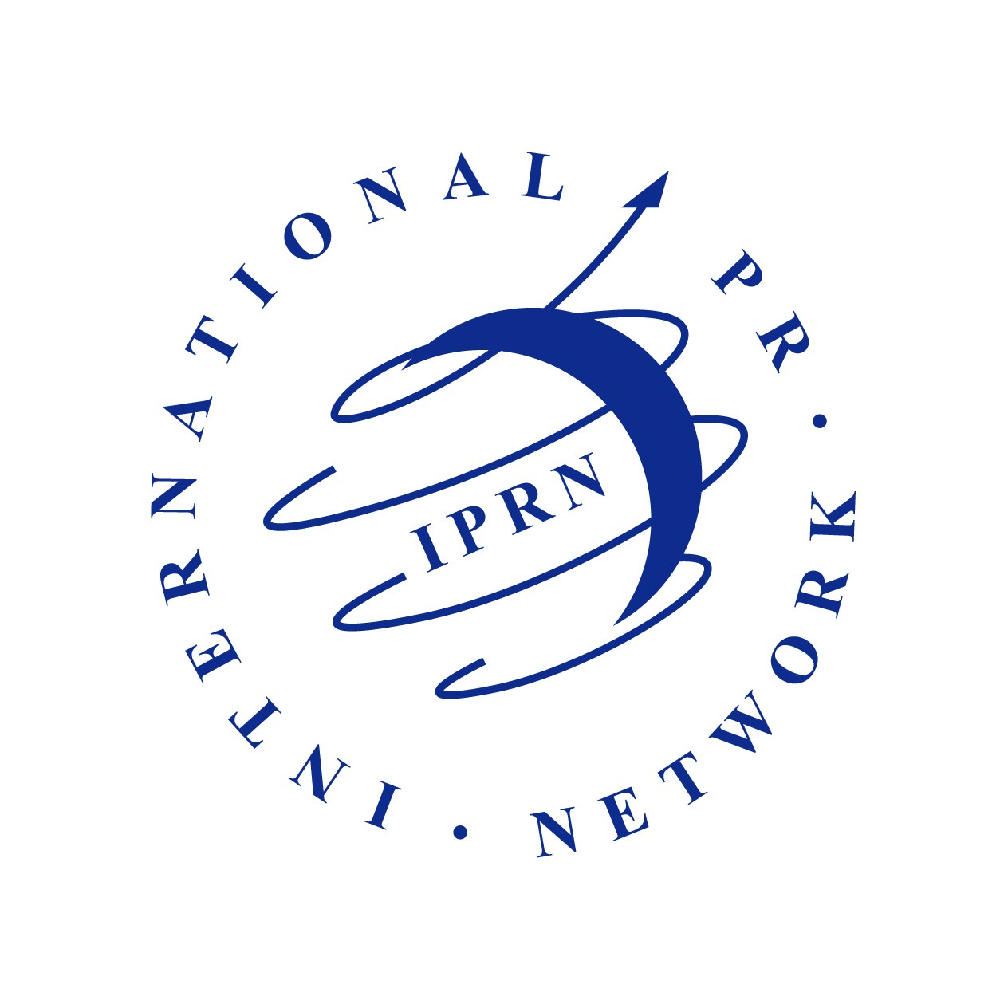 INTERNATIONAL PR • NETWORK •
IPRN